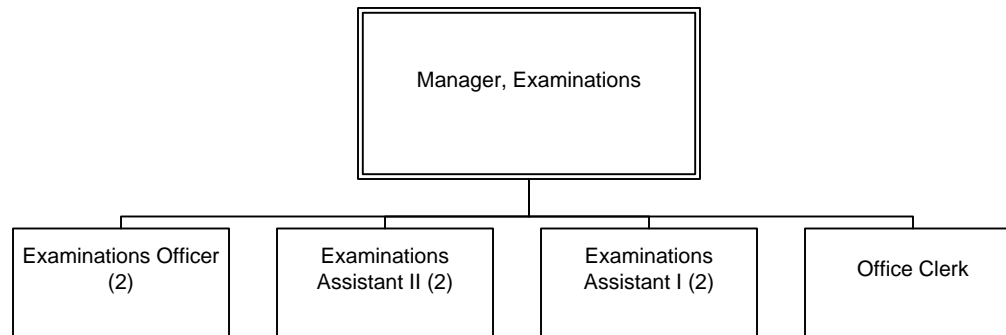 Manager, Examinations
Examinations Officer
(2)
Examinations
Assistant II (2)
Examinations
Assistant I (2)
Office Clerk